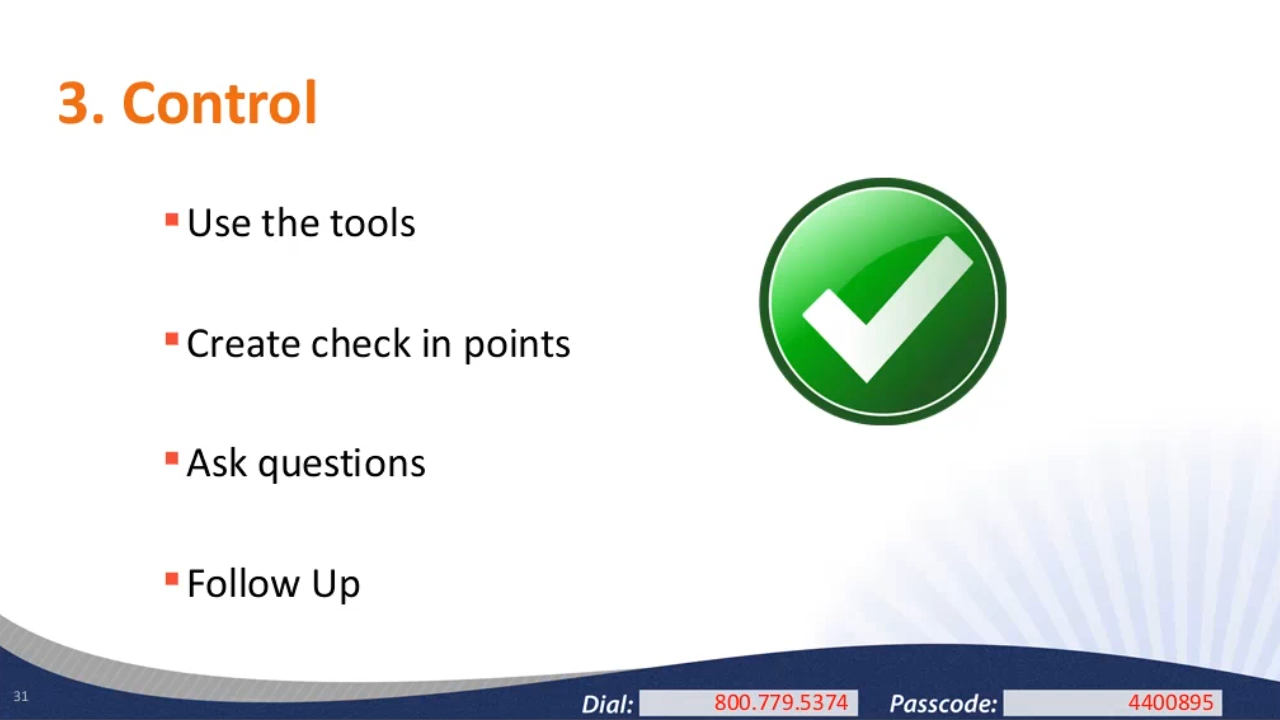 3. Control
Use the tools
Create check in points
Ask questions
Follow Up
31
Dial: 800.779.5374 Passcode: 4400895